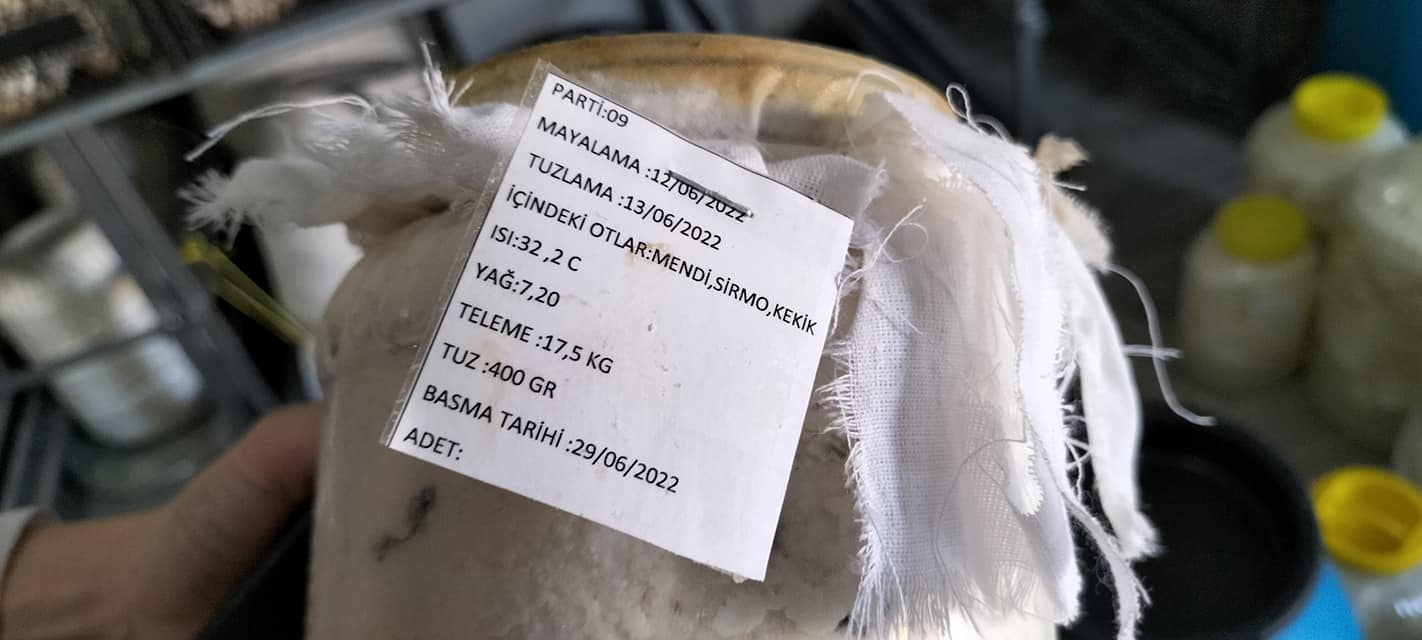 PARTİ:09
MAYALAMA :12/06/2022
TUZLAMA :13/06/2022
İÇİNDEKİ OTLAR:MENDİ,SİRMO,KEKİK
ISI:32 ,2 C
YAĞ:7,20
TELEME :17,5 KG
TUZ :400 GR
BASMA TARİHİ :29/06/2022
ADET: